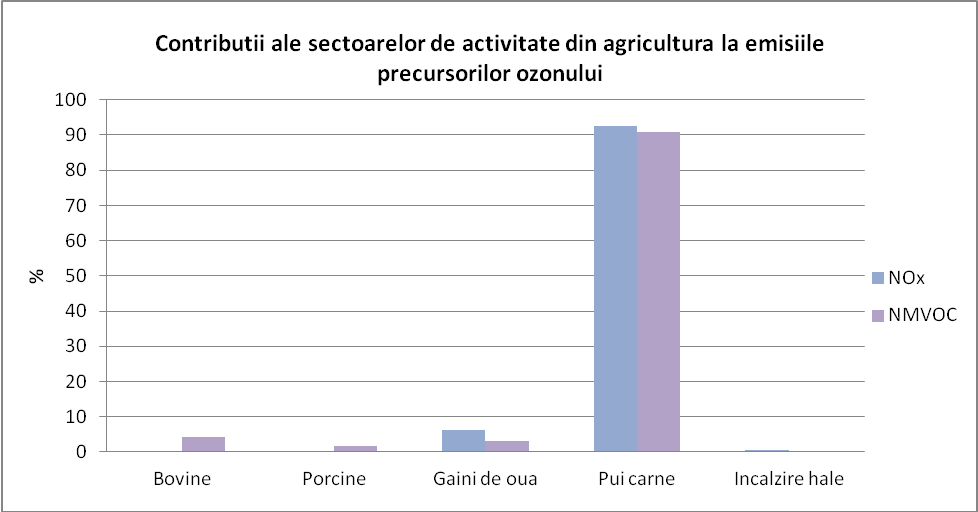 Contributii ale sectoarelor de activitate din agricultura la emisiile
precursorilor ozonului
100
90
80
70
60
50
40
30
20
10
0
%
Bovine
Porcine
Gaini de oua
Pui carne
Incalzire hale
NOx
NMVOC